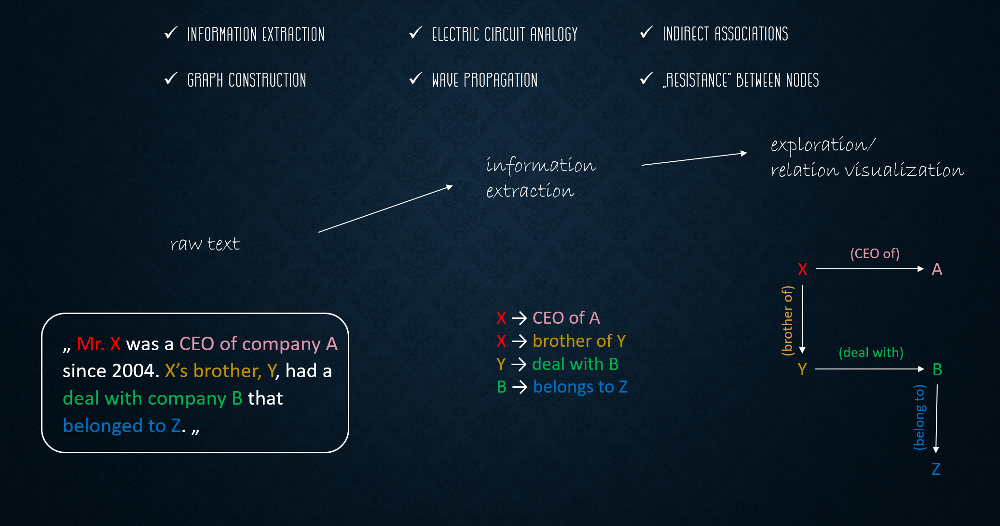 ✓ INFORMATION EXTRACTION
✓ ELECTRIC CIRCUIT ANALOGY
✓ INDIRECT ASSOCIATIONS
✓ GRAPH CONSTRUCTION
✓ WAVE PROPAGATION
✓ „RESISTANCE” BETWEEN NODES
raw text
information
extraction
exploration/
relation visualization
„ Mr. X was a CEO of company A
since 2004. X’s brother, Y, had a
deal with company B that
belonged to Z. „
X → CEO of A
X → brother of Y
Y → deal with B
B → belongs to Z
(CEO of)
X
A
(brother of)
(deal with)
Y
B
(belong to)
Z